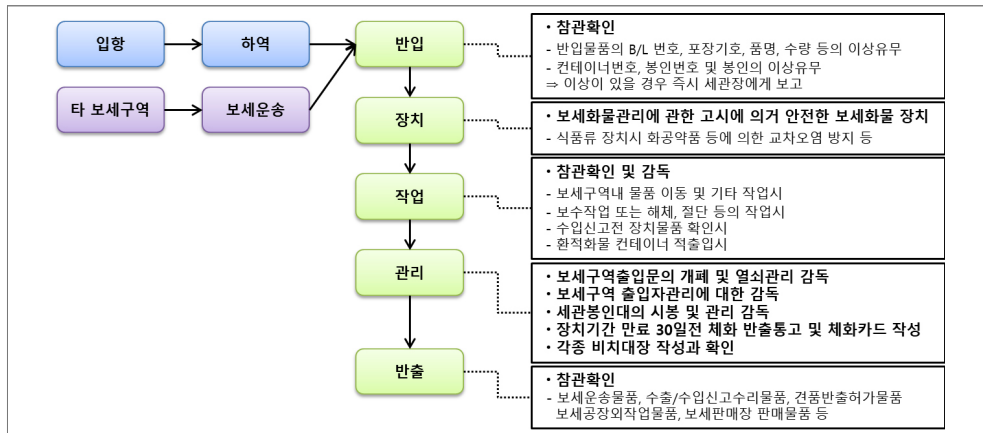 입항
하역
반입
타 보세구역
보세운송
장치
작업
관리
반출
・참관확인
- 반입물품의 B/L 번호, 포장기호, 품명, 수량 등의 이상유무
- 컨테이너번호, 봉인번호 및 봉인의 이상유무
⇒ 이상이 있을 경우 즉시 세관장에게 보고
・보세화물관리에 관한 고시에 의거 안전한 보세화물 장치
- 식품류 장치시 화공약품 등에 의한 교차오염 방지 등
・참관확인 및 감독
- 보세구역내 물품 이동 및 기타 작업시
- 보수작업 또는 해체, 절단 등의 작업시
- 수입신고전 장치물품 확인시
- 환적화물 컨테이너 적출입시
・보세구역출입문의 개폐 및 열쇠관리 감독
・보세구역 출입자관리에 대한 감독
・세관봉인대의 시봉 및 관리 감독
・장치기간 만료 30일전 체화 반출통고 및 체화카드 작성
・각종 비치대장 작성과 확인
・참관확인
- 보세운송물품, 수출/수입신고수리물품, 견품반출허가물품
보세공장외작업물품, 보세판매장 판매물품 등